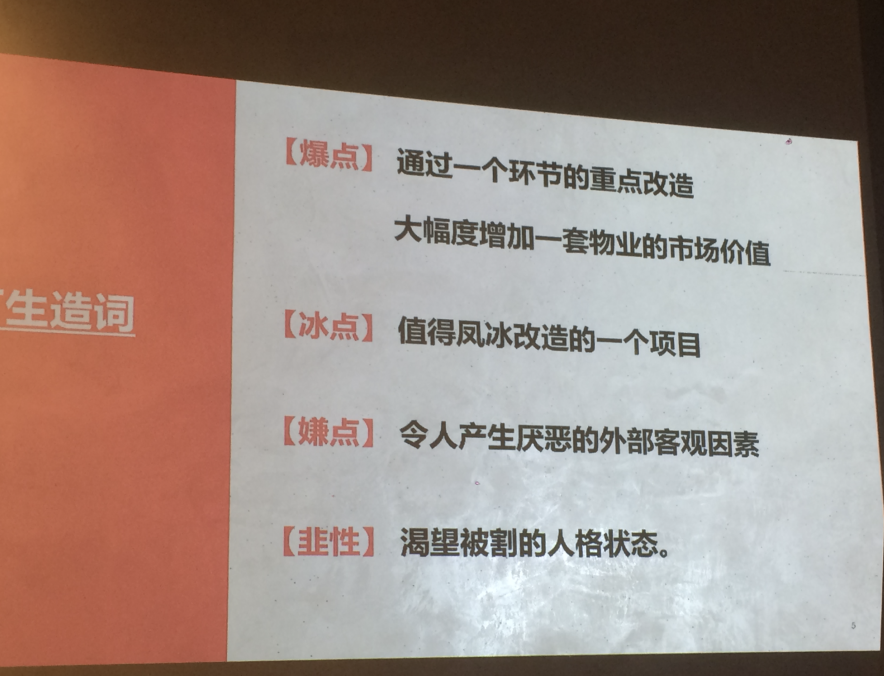 【爆点】 通过一个环节的重点改造
大幅度增加一套物业的市场价值
生造词
【冰点】 值得凤冰改造的一个项目
【嫌点】 令人产生厌恶的外部客观因素
【韭性】 渴望被割的人格状态。
5